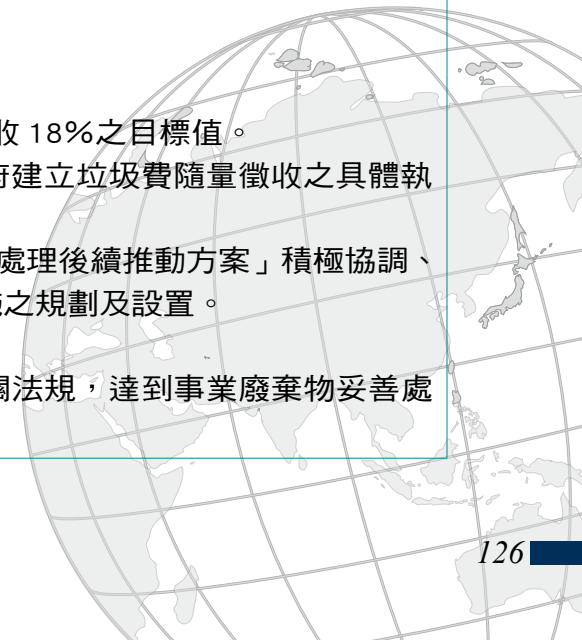 收 18％之目標值。
府建立垃圾費隨量徵收之具體執
處理後續推動方案」積極協調、
施之規劃及設置。
關法規，達到事業廢棄物妥善處
126